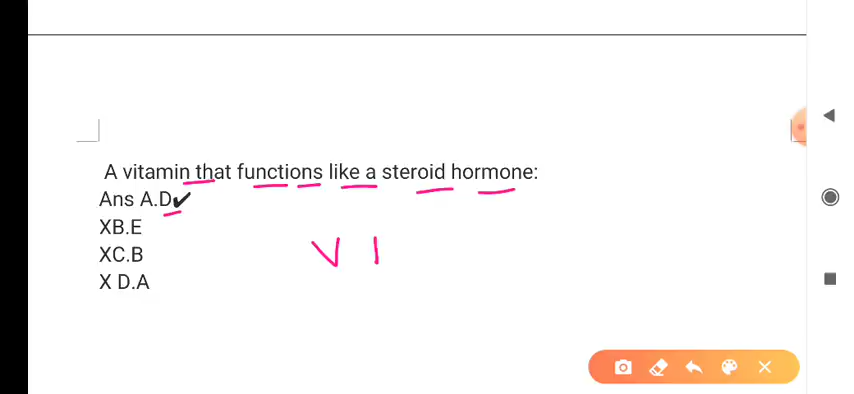 A vitamin that functions like a steroid hormone:
Ans A.D✔
XB.E
XC.B
X D.A
V I